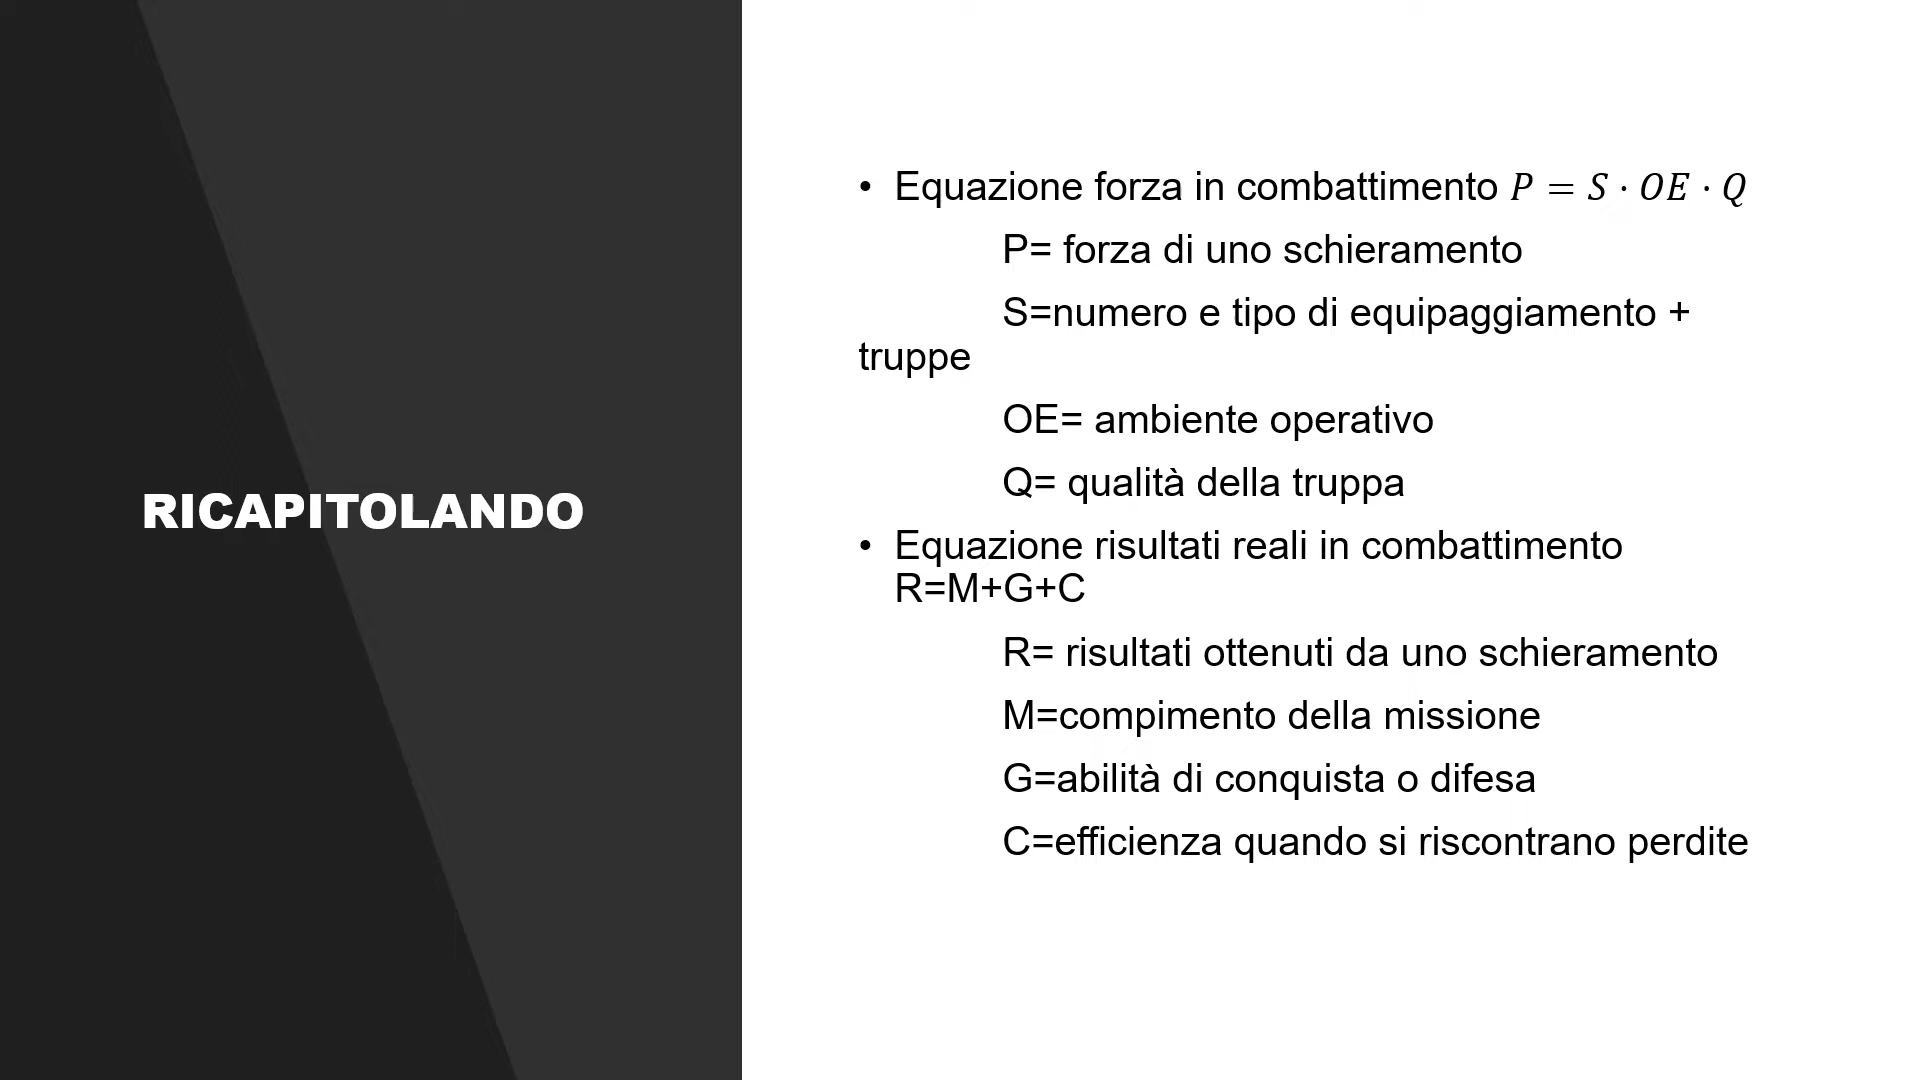 RICAPITOLANDO
• Equazione forza in combattimento P = S · OE · Q
P= forza di uno schieramento
S=numero e tipo di equipaggiamento +
truppe
OE= ambiente operativo
Q= qualità della truppa
• Equazione risultati reali in combattimento
R=M+G+C
R= risultati ottenuti da uno schieramento
M=compimento della missione
G=abilità di conquista o difesa
C=efficienza quando si riscontrano perdite